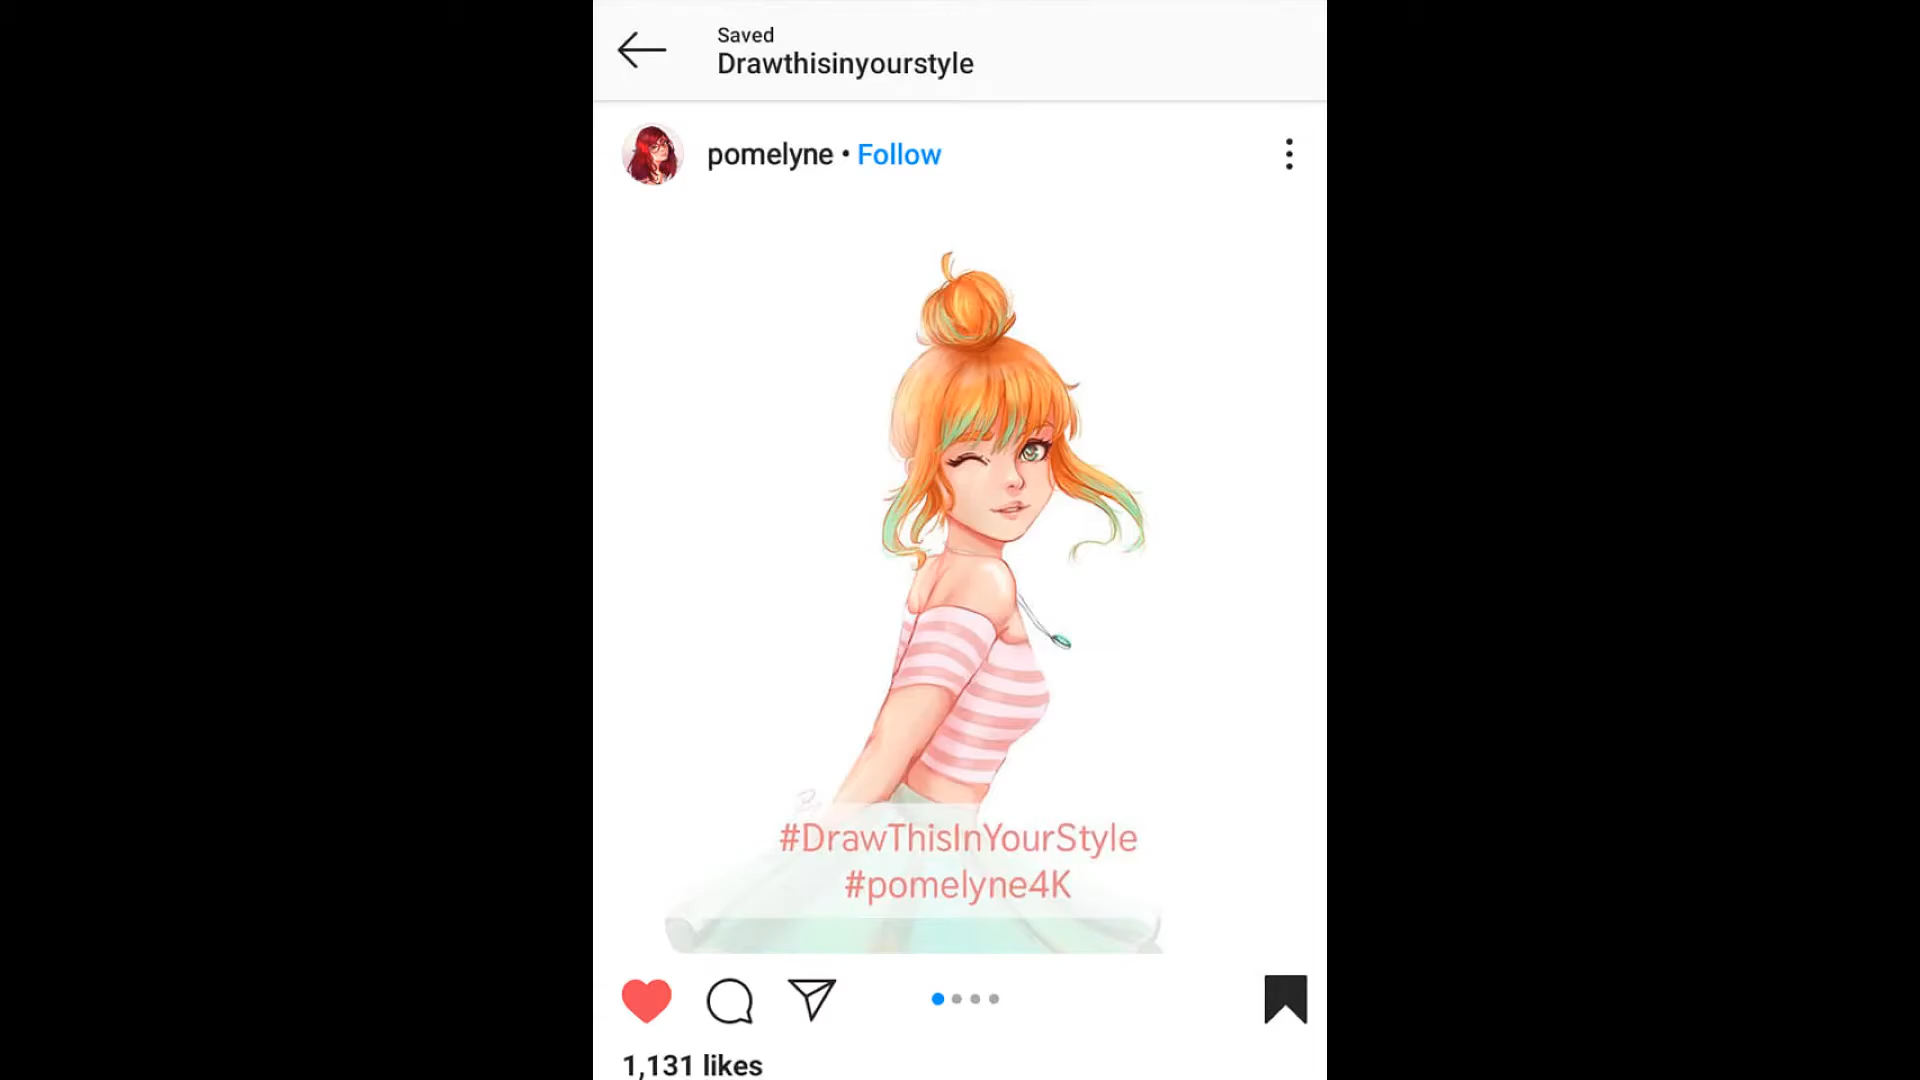 Saved
Drawthisinyourstyle
pomelyne • Follow
#DrawThisInYourStyle
#pomelyne4K
1,131 likes